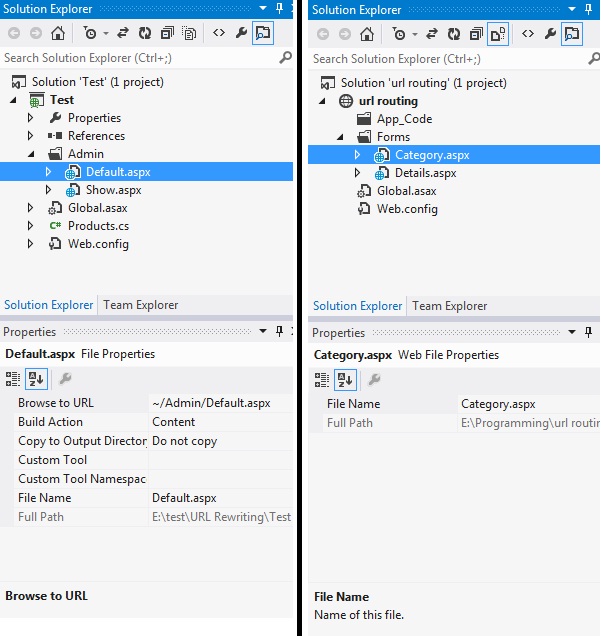 Solution Explorer
Search Solution Explorer (Ctrl+;)
Solution 'Test' (1 project)
Test
Properties
References
Admin
Default.aspx
Show.aspx
Global.asax
Products.cs
Web.config
Solution Explorer Team Explorer
Properties
Default.aspx File Properties
Browse to URL ~/Admin/Default.aspx
Build Action Content
Copy to Output Director Do not copy
Custom Tool
Custom Tool Namespac
File Name Default.aspx
Full Path E:\test\URL Rewriting\Test
Browse to URL
Solution Explorer
Search Solution Explorer (Ctrl+;)
Solution 'url routing' (1 project)
url routing
App_Code
Forms
Category.aspx
Details.aspx
Global.asax
Web.config
Solution Explorer Team Explorer
Properties
Category.aspx Web File Properties
File Name Category.aspx
Full Path E:\Programming\url routin
File Name
Name of this file.